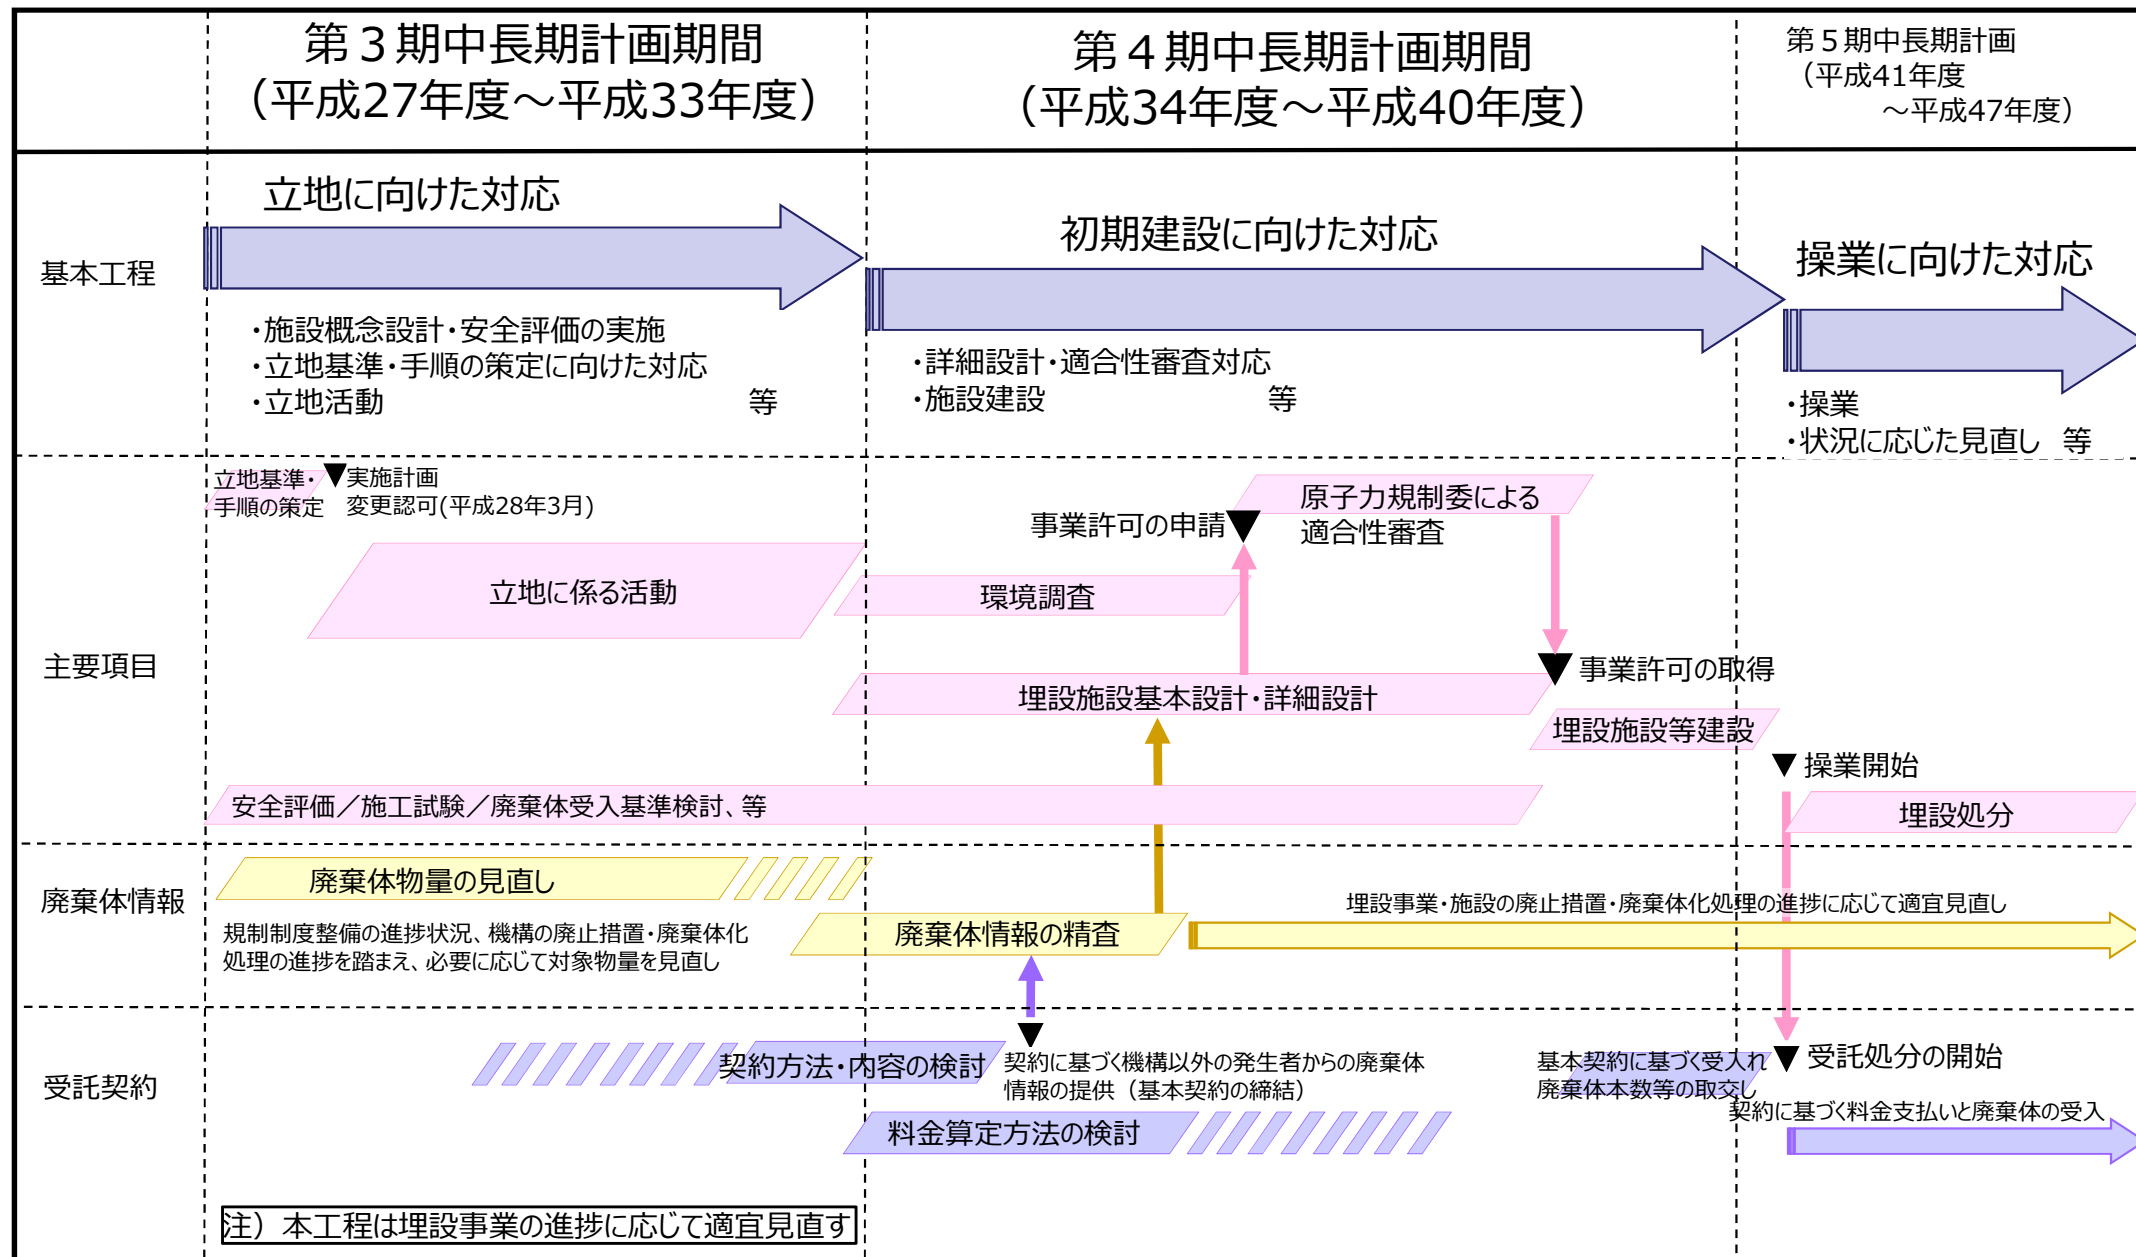 第３期中長期計画期間
（平成27年度～平成33年度）
第４期中長期計画期間
（平成34年度～平成40年度）
第５期中長期計画
（平成41年度
～平成47年度）
基本工程
立地に向けた対応
・施設概念設計・安全評価の実施
・立地基準・手順の策定に向けた対応
・立地活動　等
初期建設に向けた対応
・詳細設計・適合性審査対応
・施設建設　等
操業に向けた対応
・操業
・状況に応じた見直し　等
主要項目
立地基準・
手順の策定
▼実施計画
変更認可(平成28年3月)
立地に係る活動
環境調査
事業許可の申請▼
原子力規制委による
適合性審査
▼事業許可の取得
埋設施設基本設計・詳細設計
埋設施設等建設
▼操業開始
安全評価／施工試験／廃棄体受入基準検討、等
埋設処分
廃棄体情報
廃棄体物量の見直し
規制制度整備の進捗状況、機構の廃止措置・廃棄体化
処理の進捗を踏まえ、必要に応じて対象物量を見直し
廃棄体情報の精査
埋設事業・施設の廃止措置・廃棄体化処理の進捗に応じて適宜見直し
受託契約
契約方法・内容の検討
▼
契約に基づく機構以外の発生者からの廃棄体
情報の提供（基本契約の締結）
料金算定方法の検討
基本契約に基づく受入れ
廃棄体本数等の取交し
▼受託処分の開始
契約に基づく料金支払いと廃棄体の受入
注）本工程は埋設事業の進捗に応じて適宜見直す